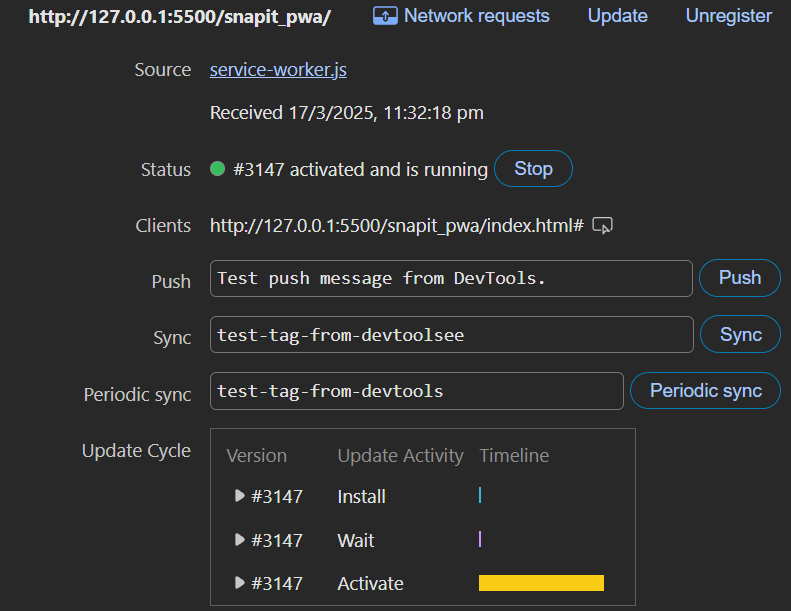 http://127.0.0.1:5500/snapit_pwa/ Network requests Update Unregister
Source service-worker.js
Received 17/3/2025, 11:32:18 pm
Status #3147 activated and is running Stop
Clients http://127.0.0.1:5500/snapit_pwa/index.html#
Push Test push message from DevTools. Push
Sync test-tag-from-devtoolsee Sync
Periodic sync test-tag-from-devtools Periodic sync
Update Cycle Version Update Activity Timeline
#3147 Install
#3147 Wait
#3147 Activate